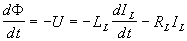 dΦ/dt = −U = −L_L dI_L/dt − R_L I_L